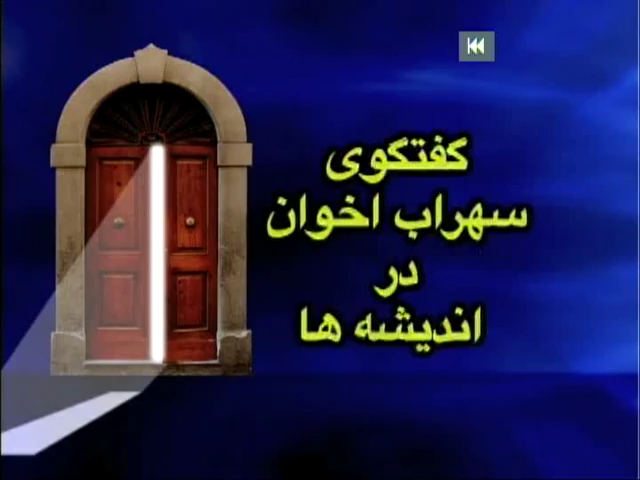 گفتگوی
سهراب اخوان
در
اندیشه ها